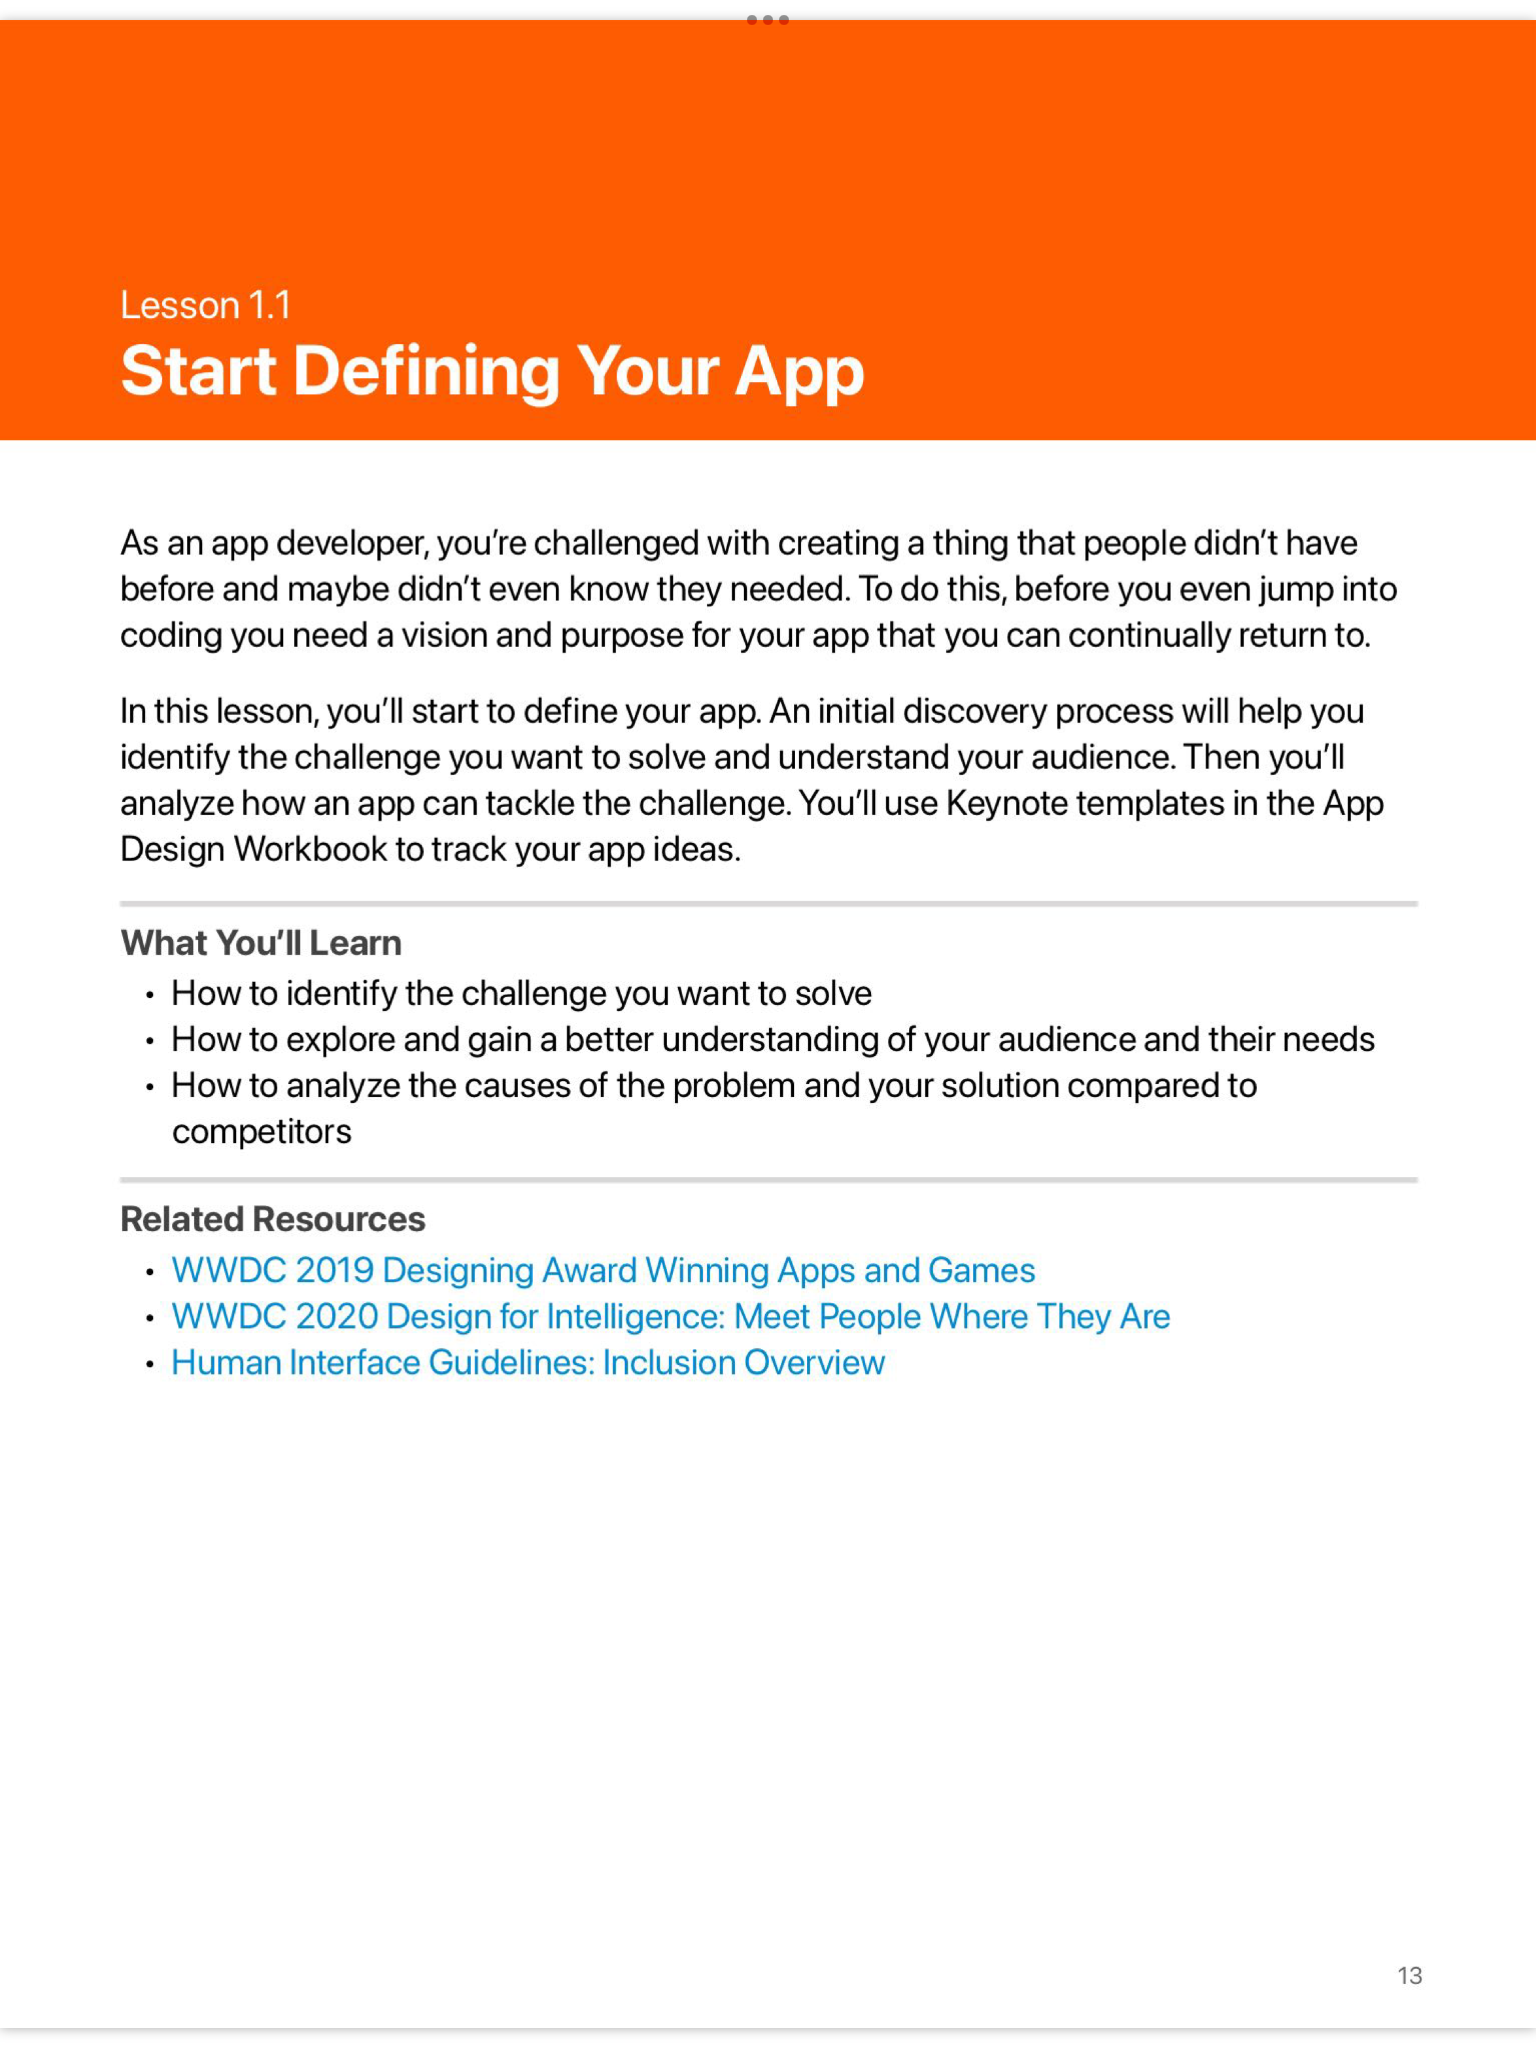 Lesson 1.1
Start Defining Your App
As an app developer, you’re challenged with creating a thing that people didn’t have
before and maybe didn’t even know they needed. To do this, before you even jump into
coding you need a vision and purpose for your app that you can continually return to.
In this lesson, you’ll start to define your app. An initial discovery process will help you
identify the challenge you want to solve and understand your audience. Then you’ll
analyze how an app can tackle the challenge. You’ll use Keynote templates in the App
Design Workbook to track your app ideas.
What You’ll Learn
• How to identify the challenge you want to solve
• How to explore and gain a better understanding of your audience and their needs
• How to analyze the causes of the problem and your solution compared to
competitors
Related Resources
• WWDC 2019 Designing Award Winning Apps and Games
• WWDC 2020 Design for Intelligence: Meet People Where They Are
• Human Interface Guidelines: Inclusion Overview
13